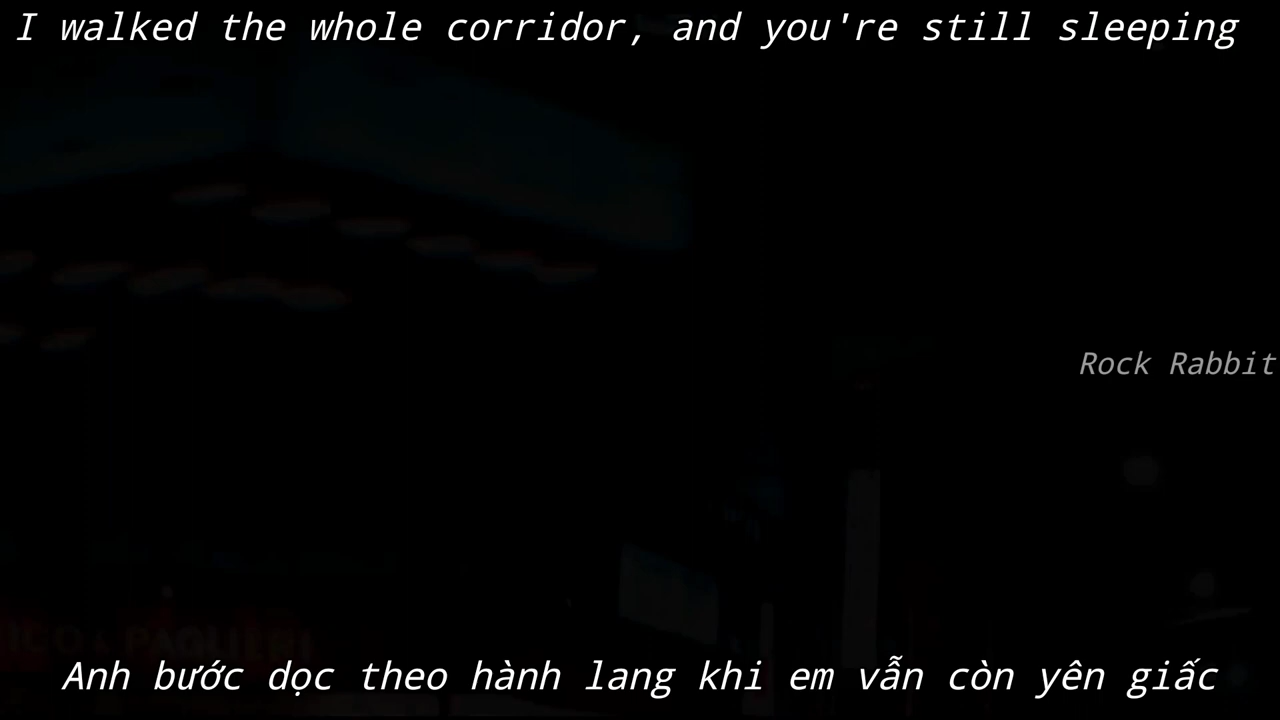 I walked the whole corridor, and you're still sleeping
Rock Rabbit
Anh bước dọc theo hành lang khi em vẫn còn yên giấc